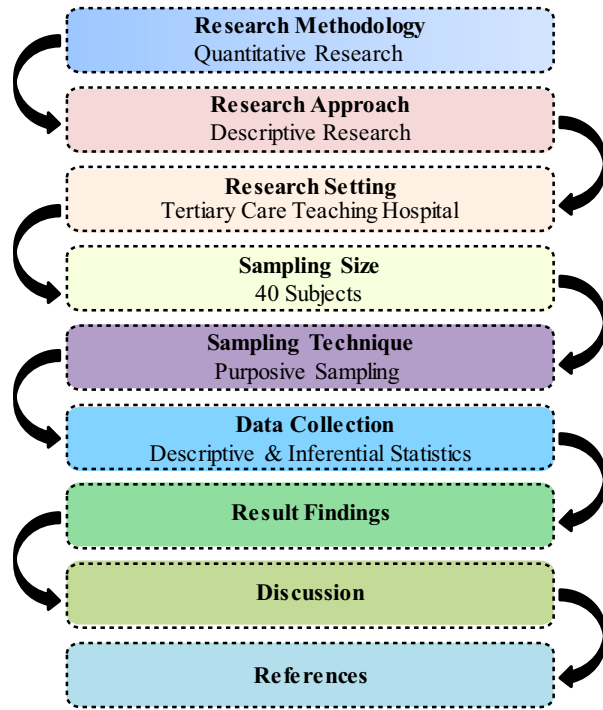 Research Methodology
Quantitative Research
Research Approach
Descriptive Research
Research Setting
Tertiary Care Teaching Hospital
Sampling Size
40 Subjects
Sampling Technique
Purposive Sampling
Data Collection
Descriptive & Inferential Statistics
Result Findings
Discussion
References